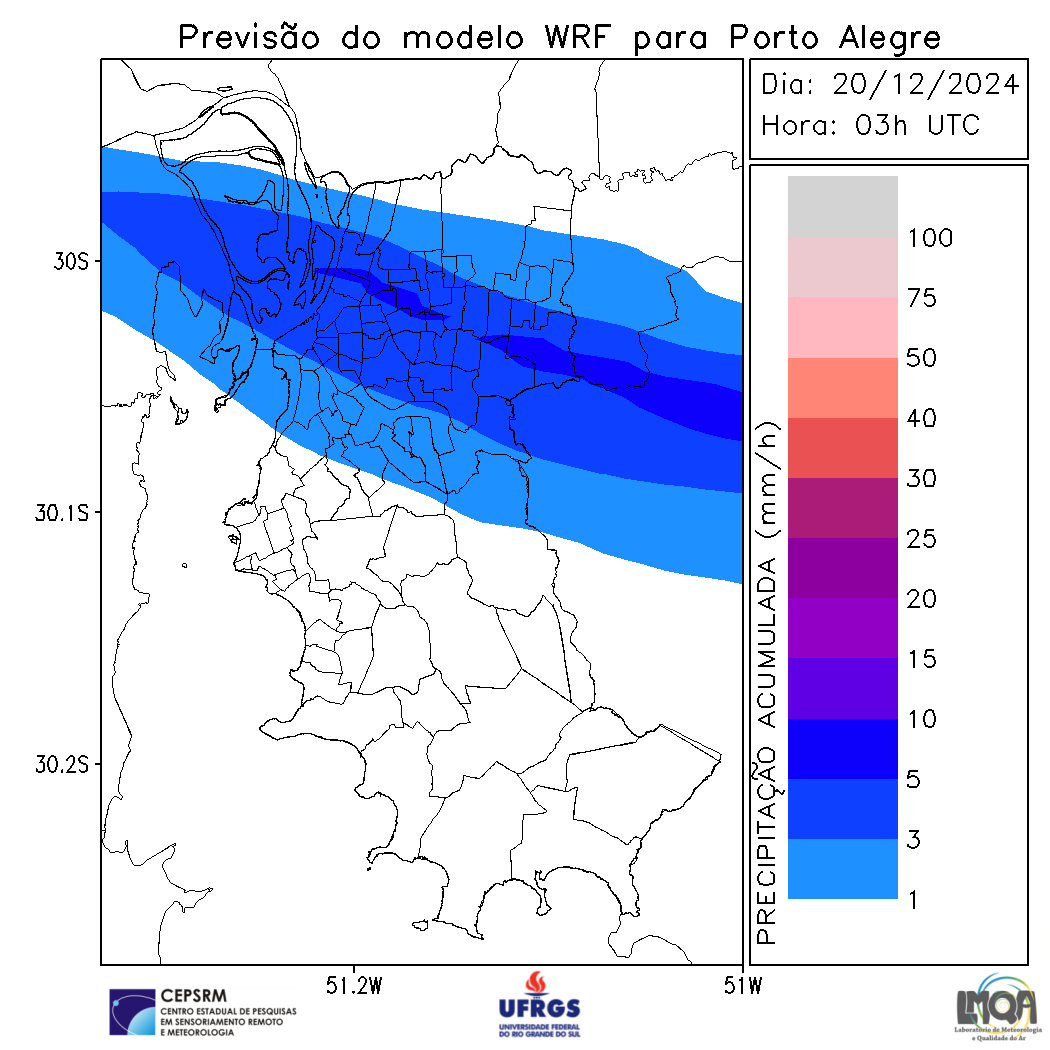 Previsão do modelo WRF para Porto Alegre
Dia: 20/12/2024
Hora: 03h UTC
30S
30.1S
30.2S
51.2W
51W
PRECIPITAÇÃO ACUMULADA (mm/h)
100
75
50
40
30
25
20
15
10
5
3
1
CEPSRM
CENTRO ESTADUAL DE PESQUISAS
EM SENSORIAMENTO REMOTO
E METEOROLOGIA
UFRGS
UNIVERSIDADE FEDERAL
DO RIO GRANDE DO SUL
LMQA
Laboratório de Meteorologia
e Qualidade do Ar